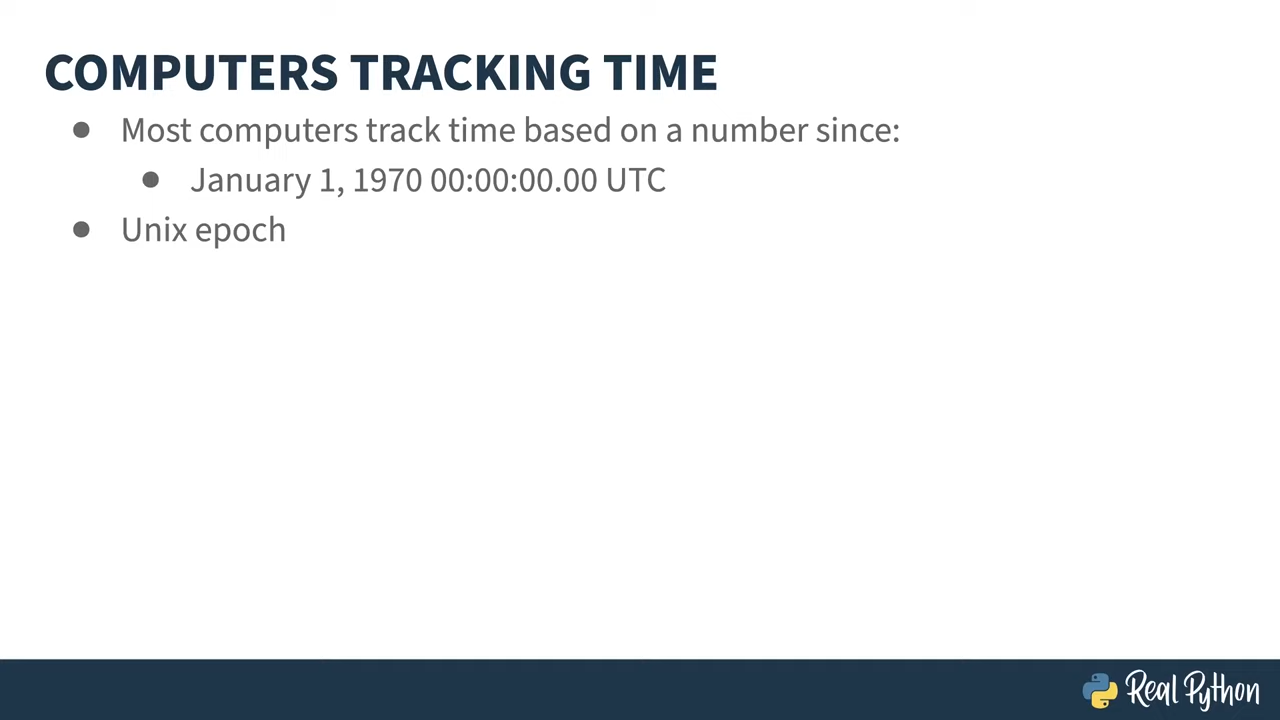 COMPUTERS TRACKING TIME
● Most computers track time based on a number since:
● January 1, 1970 00:00:00.00 UTC
● Unix epoch
Real Python